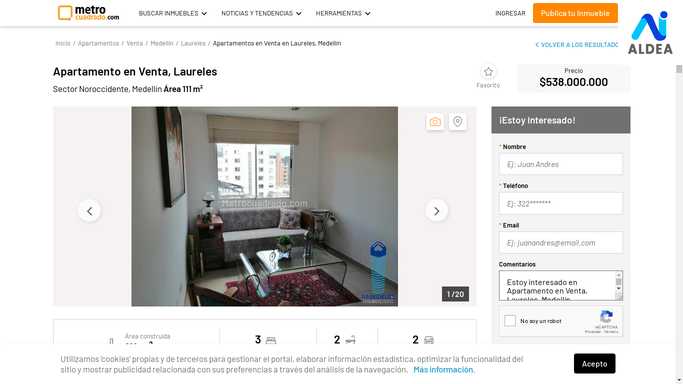 metro
cuadrado.com
BUSCAR INMUEBLES
NOTICIAS Y TENDENCIAS
HERRAMIENTAS
INGRESAR
Publica tu Inmueble
ALDEA
Inicio / Apartamentos / Venta / Medellín / Laureles / Apartamentos en Venta en Laureles, Medellín
< VOLVER A LOS RESULTADO
Apartamento en Venta, Laureles
Sector Noroccidente, Medellín Área 111 m²
Favorito
Precio
$538.000.000
Metrocuadrado.com
1 / 20
¡Estoy Interesado!
* Nombre
Ej: Juan Andres
* Teléfono
Ej: 322*******
* Email
Ej: juanandres@email.com
Comentarios
Estoy interesado en
Apartamento en Venta,
Laureles, Medellín
No soy un robot
reCAPTCHA
Privacidad - Términos
Área construida
3
2
2
Utilizamos 'cookies' propias y de terceros para gestionar el portal, elaborar información estadística, optimizar la funcionalidad del
sitio y mostrar publicidad relacionada con sus preferencias a través del análisis de la navegación. Más información.
Acepto